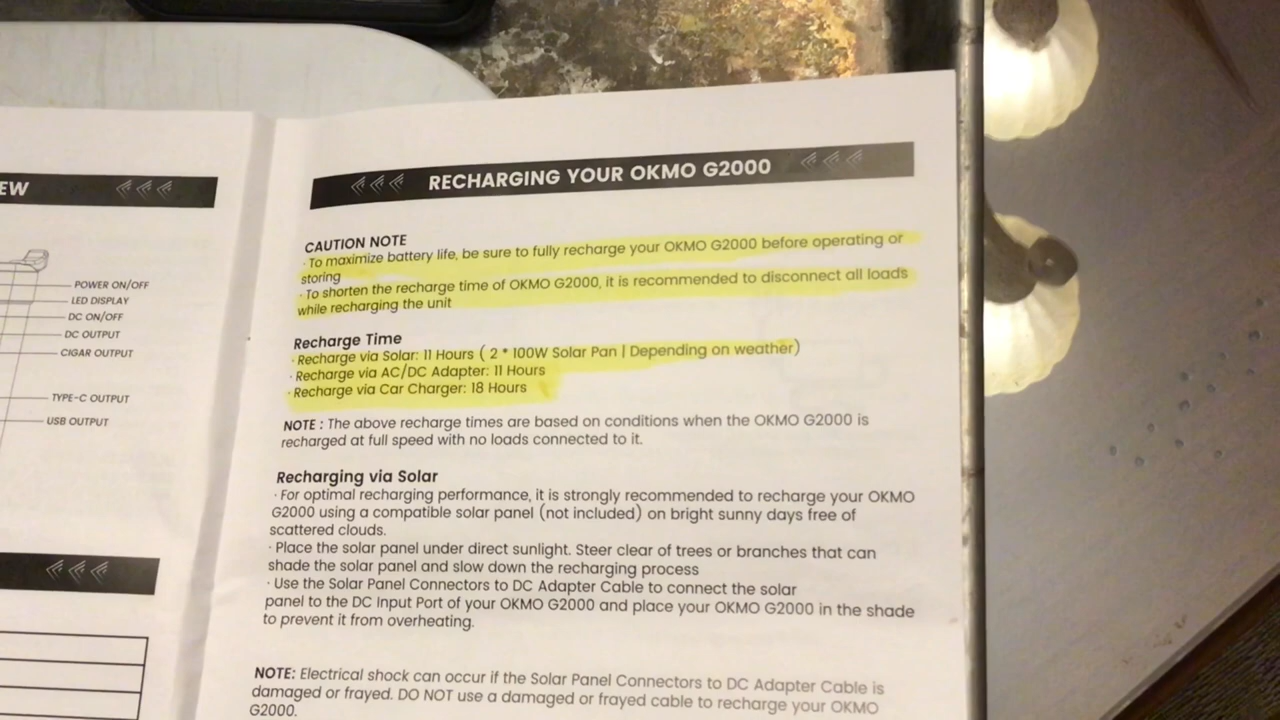 EW
POWER ON/OFF
LED DISPLAY
DC ON/OFF
DC OUTPUT
CIGAR OUTPUT
TYPE-C OUTPUT
USB OUTPUT
RECHARGING YOUR OKMO G2000
CAUTION NOTE
· To maximize battery life, be sure to fully recharge your OKMO G2000 before operating or
storing
· To shorten the recharge time of OKMO G2000, it is recommended to disconnect all loads
while recharging the unit
Recharge Time
· Recharge via Solar: 11 Hours ( 2 * 100W Solar Pan | Depending on weather)
· Recharge via AC/DC Adapter: 11 Hours
· Recharge via Car Charger: 18 Hours
NOTE : The above recharge times are based on conditions when the OKMO G2000 is
recharged at full speed with no loads connected to it.
Recharging via Solar
· For optimal recharging performance, it is strongly recommended to recharge your OKMO
G2000 using a compatible solar panel (not included) on bright sunny days free of
scattered clouds.
· Place the solar panel under direct sunlight. Steer clear of trees or branches that can
shade the solar panel and slow down the recharging process
· Use the Solar Panel Connectors to DC Adapter Cable to connect the solar
panel to the DC Input Port of your OKMO G2000 and place your OKMO G2000 in the shade
to prevent it from overheating.
NOTE: Electrical shock can occur if the Solar Panel Connectors to DC Adapter Cable is
damaged or frayed. DO NOT use a damaged or frayed cable to recharge your OKMO
G2000.